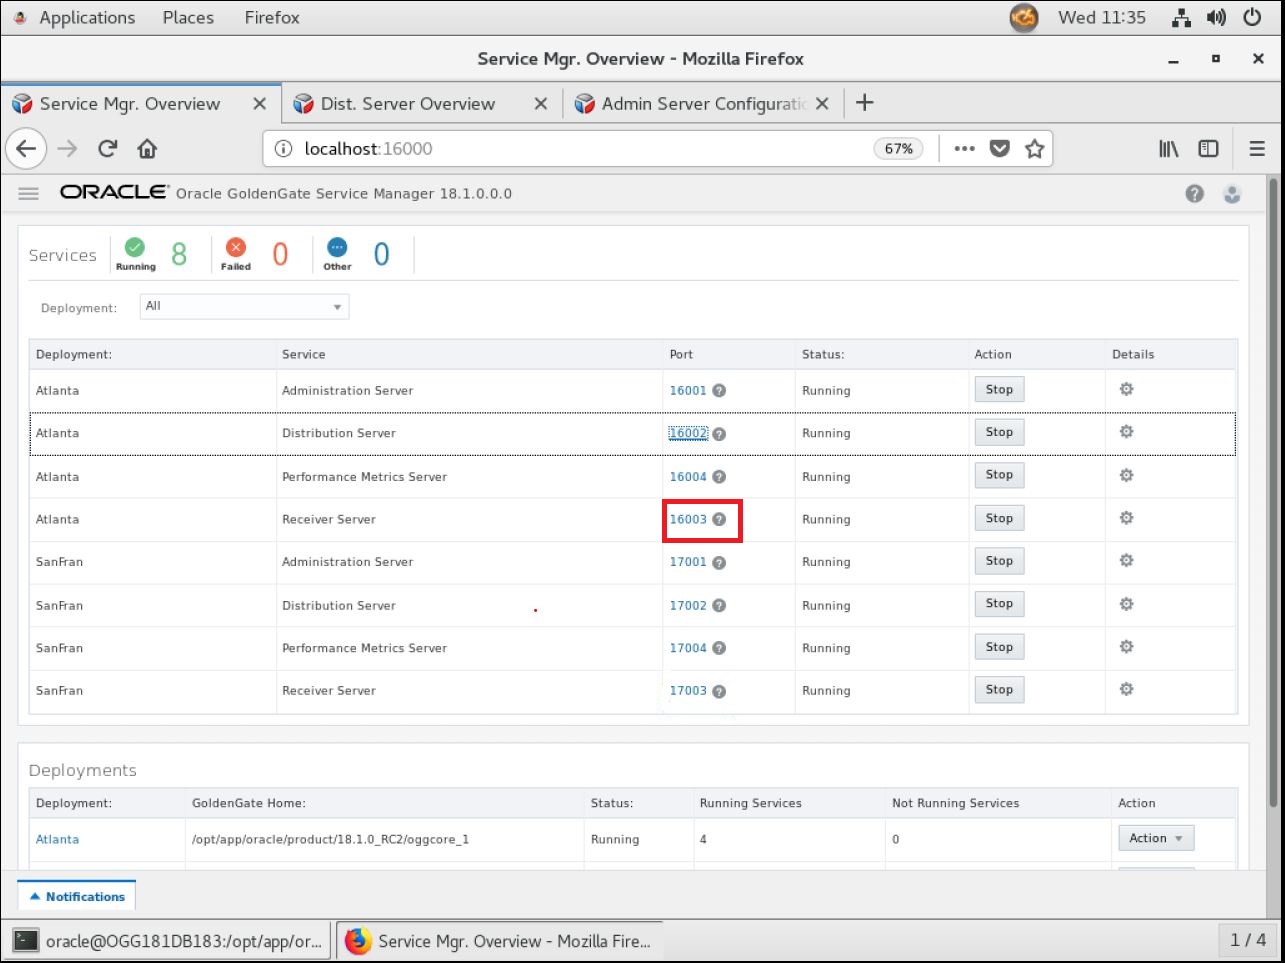 Applications Places Firefox Wed 11:35
Service Mgr. Overview - Mozilla Firefox
Service Mgr. Overview Dist. Server Overview Admin Server Configuratio
localhost:16000 67%
ORACLE Oracle GoldenGate Service Manager 18.1.0.0.0
Services Running 8 Failed 0 Other 0
Deployment: All
Deployment: Service Port Status: Action Details
Atlanta Administration Server 16001 Running Stop
Atlanta Distribution Server 16002 Running Stop
Atlanta Performance Metrics Server 16004 Running Stop
Atlanta Receiver Server 16003 Running Stop
SanFran Administration Server 17001 Running Stop
SanFran Distribution Server 17002 Running Stop
SanFran Performance Metrics Server 17004 Running Stop
SanFran Receiver Server 17003 Running Stop
Deployments
Deployment: GoldenGate Home: Status: Running Services Not Running Services Action
Atlanta /opt/app/oracle/product/18.1.0_RC2/oggcore_1 Running 4 0 Action
Notifications
oracle@OGG181DB183:/opt/app/or... Service Mgr. Overview - Mozilla Fire... 1 / 4